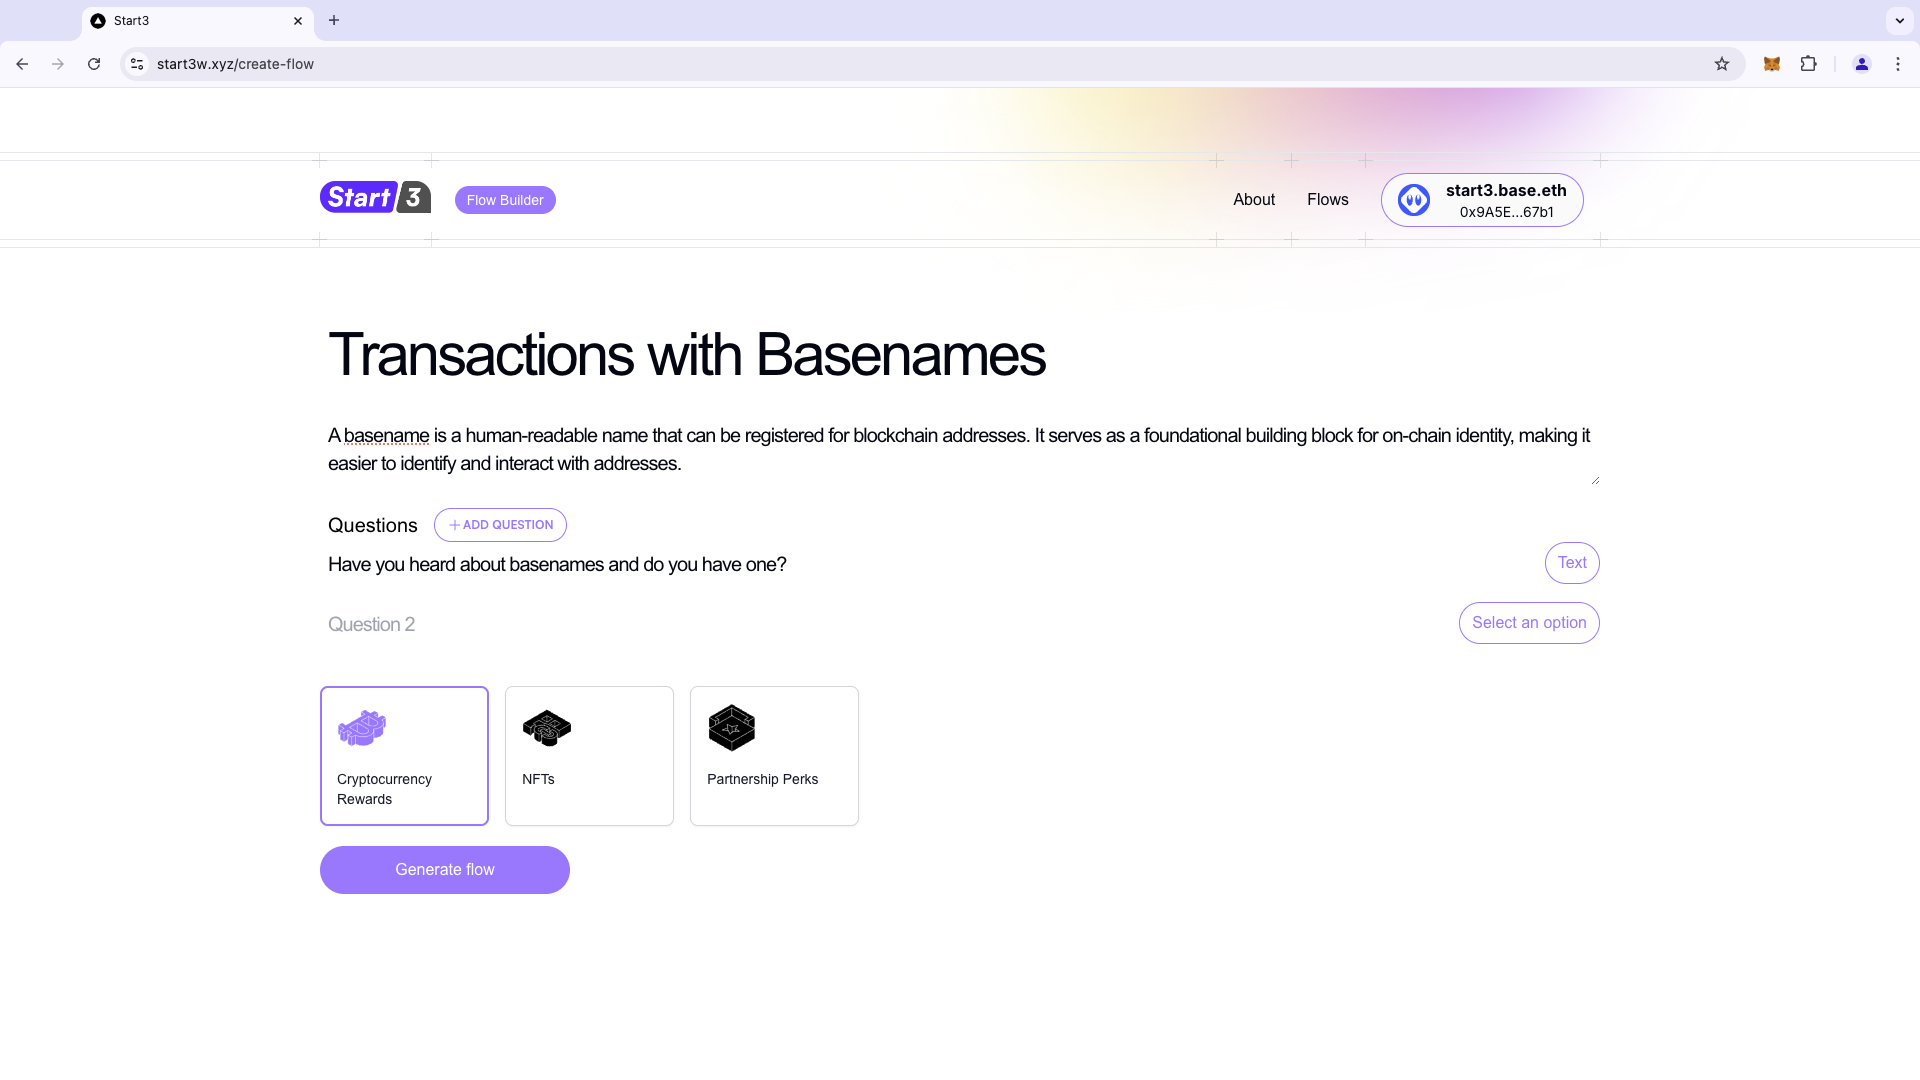 Start3
start3w.xyz/create-flow
Start 3
Flow Builder
About
Flows
start3.base.eth
0x9A5E...67b1
Transactions with Basenames
A basename is a human-readable name that can be registered for blockchain addresses. It serves as a foundational building block for on-chain identity, making it
easier to identify and interact with addresses.
Questions
ADD QUESTION
Have you heard about basenames and do you have one?
Text
Question 2
Select an option
Cryptocurrency
Rewards
NFTs
Partnership Perks
Generate flow